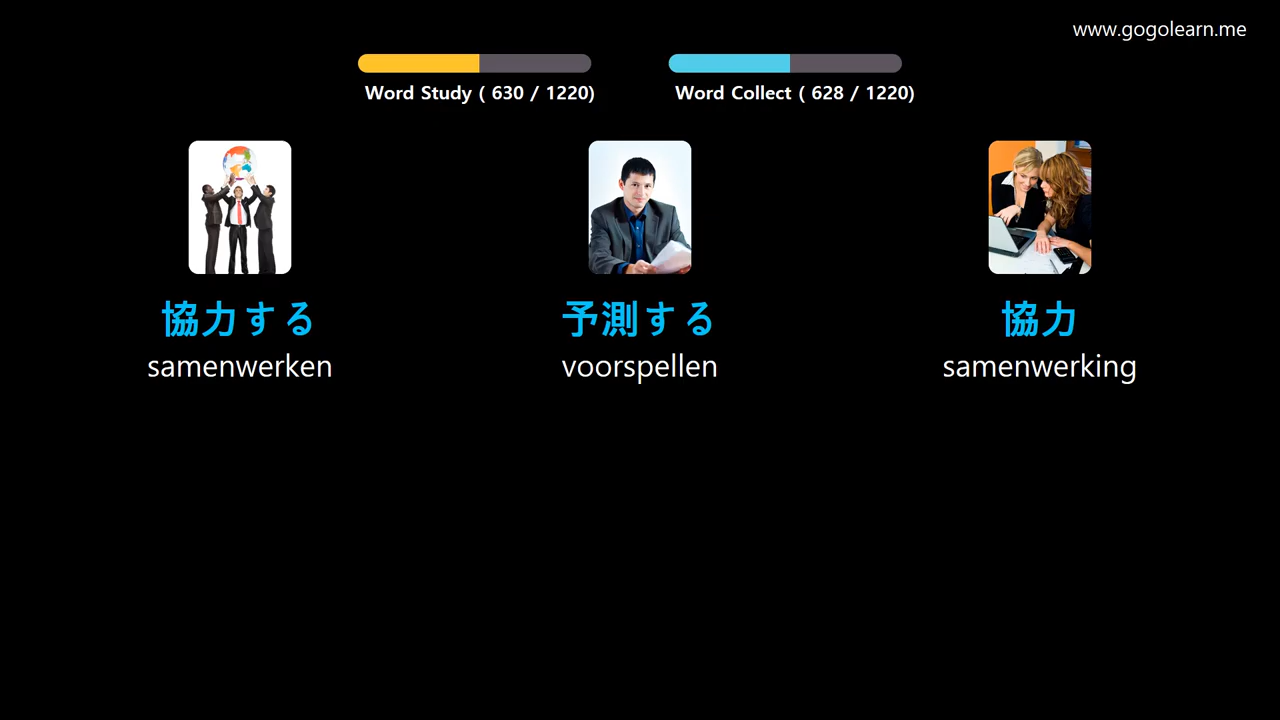 www.gogolearn.me
Word Study ( 630 / 1220)
Word Collect ( 628 / 1220)
協力する
samenwerken
予測する
voorspellen
協力
samenwerking